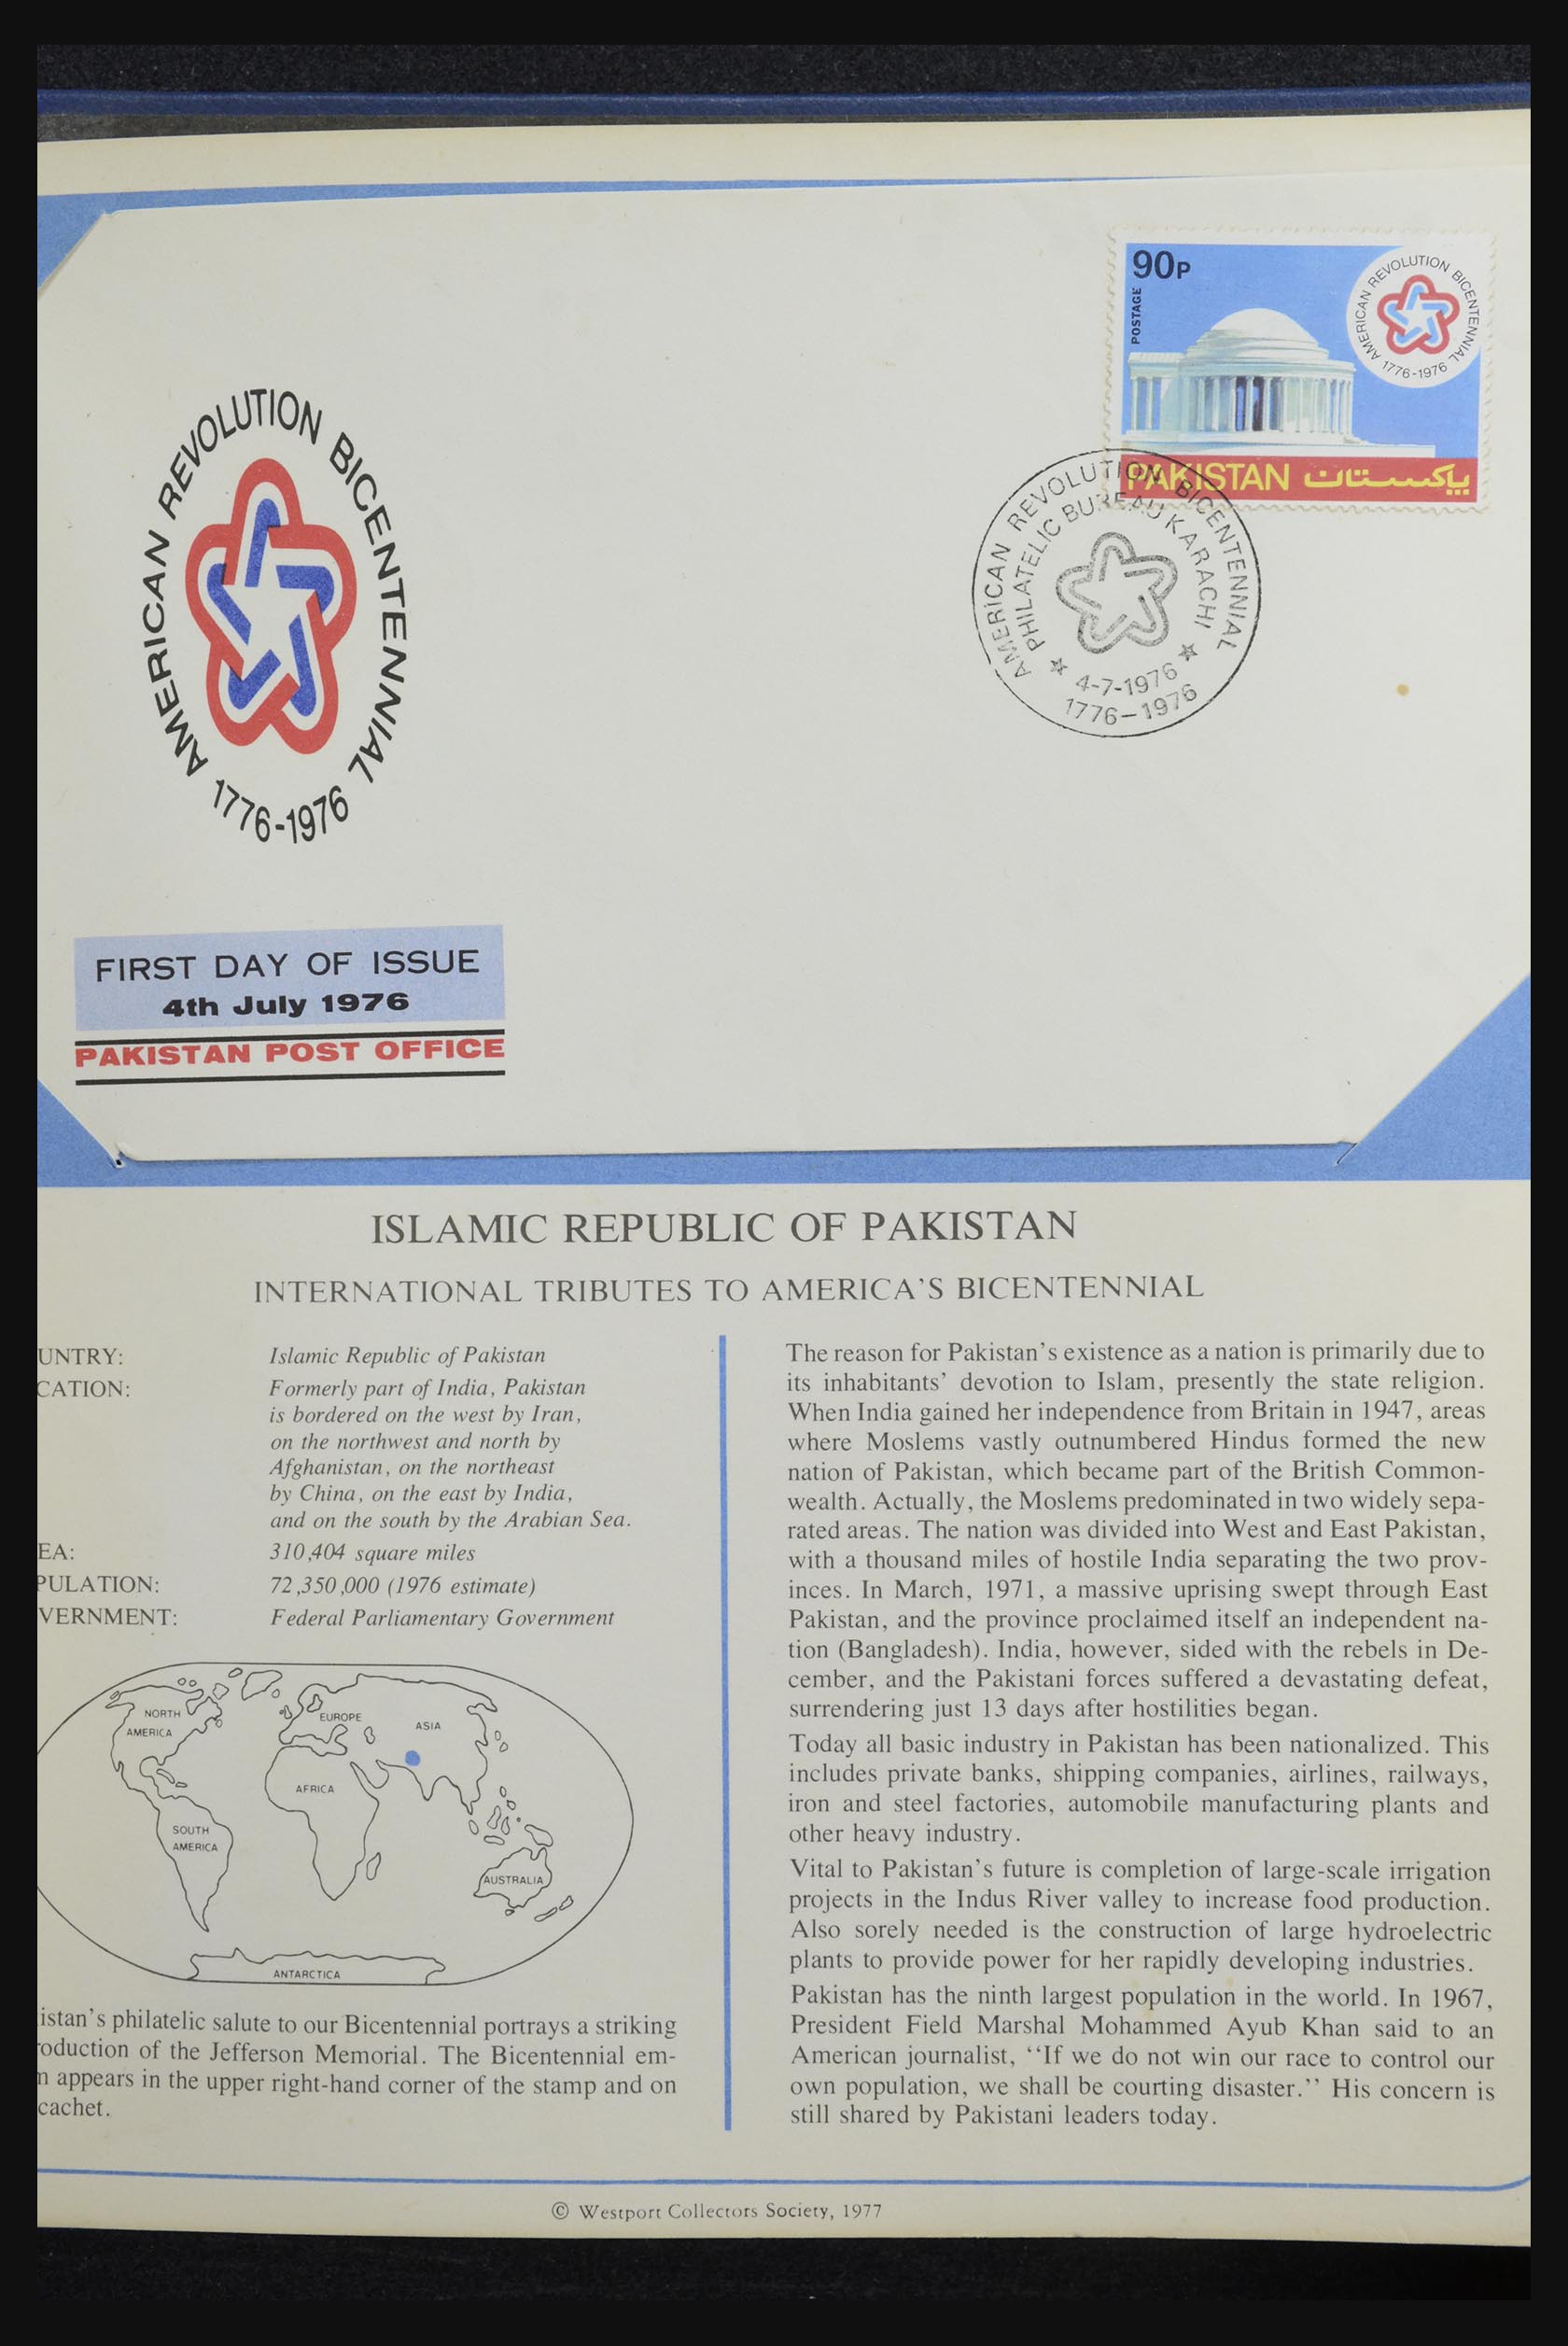 90P
POSTAGE
AMERICAN REVOLUTION BICENTENNIAL
1776-1976
PAKISTAN پاکستان
AMERICAN REVOLUTION BICENTENNIAL
PHILATELIC BUREAU KARACHI
4-7-1976
1776-1976
AMERICAN REVOLUTION BICENTENNIAL
1776-1976
FIRST DAY OF ISSUE
4th July 1976
PAKISTAN POST OFFICE
ISLAMIC REPUBLIC OF PAKISTAN
INTERNATIONAL TRIBUTES TO AMERICA'S BICENTENNIAL
UNTRY: Islamic Republic of Pakistan
CATION: Formerly part of India, Pakistan
is bordered on the west by Iran,
on the northwest and north by
Afghanistan, on the northeast
by China, on the east by India,
and on the south by the Arabian Sea.
EA: 310,404 square miles
PULATION: 72,350,000 (1976 estimate)
VERNMENT: Federal Parliamentary Government
NORTH
AMERICA
EUROPE
ASIA
AFRICA
SOUTH
AMERICA
AUSTRALIA
ANTARCTICA
istan's philatelic salute to our Bicentennial portrays a striking
roduction of the Jefferson Memorial. The Bicentennial em-
n appears in the upper right-hand corner of the stamp and on
cachet.
The reason for Pakistan's existence as a nation is primarily due to
its inhabitants' devotion to Islam, presently the state religion.
When India gained her independence from Britain in 1947, areas
where Moslems vastly outnumbered Hindus formed the new
nation of Pakistan, which became part of the British Common-
wealth. Actually, the Moslems predominated in two widely sepa-
rated areas. The nation was divided into West and East Pakistan,
with a thousand miles of hostile India separating the two prov-
inces. In March, 1971, a massive uprising swept through East
Pakistan, and the province proclaimed itself an independent na-
tion (Bangladesh). India, however, sided with the rebels in De-
cember, and the Pakistani forces suffered a devastating defeat,
surrendering just 13 days after hostilities began.
Today all basic industry in Pakistan has been nationalized. This
includes private banks, shipping companies, airlines, railways,
iron and steel factories, automobile manufacturing plants and
other heavy industry.
Vital to Pakistan's future is completion of large-scale irrigation
projects in the Indus River valley to increase food production.
Also sorely needed is the construction of large hydroelectric
plants to provide power for her rapidly developing industries.
Pakistan has the ninth largest population in the world. In 1967,
President Field Marshal Mohammed Ayub Khan said to an
American journalist, "If we do not win our race to control our
own population, we shall be courting disaster." His concern is
still shared by Pakistani leaders today.
© Westport Collectors Society, 1977